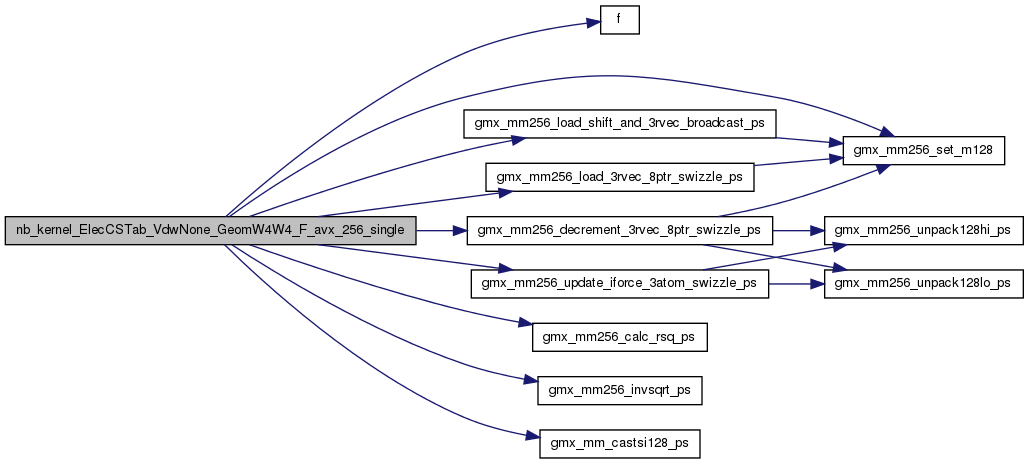 f
gmx_mm256_load_shift_and_3rvec_broadcast_ps
gmx_mm256_set_m128
gmx_mm256_load_3rvec_8ptr_swizzle_ps
nb_kernel_ElecCSTab_VdwNone_GeomW4W4_F_avx_256_single
gmx_mm256_decrement_3rvec_8ptr_swizzle_ps
gmx_mm256_unpack128hi_ps
gmx_mm256_update_iforce_3atom_swizzle_ps
gmx_mm256_unpack128lo_ps
gmx_mm256_calc_rsq_ps
gmx_mm256_invsqrt_ps
gmx_mm_castsi128_ps